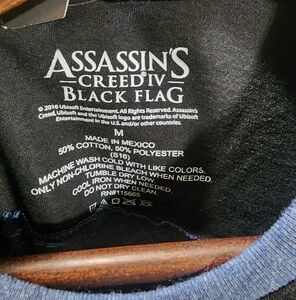 ASSASSIN'S
CREED IV
BLACK FLAG
© 2016 Ubisoft Entertainment. All Rights Reserved. Assassin's
Creed, Ubisoft and the Ubisoft logo are trademarks of Ubisoft
Entertainment in the U.S. and/or other countries.
M
MADE IN MEXICO
50% COTTON, 50% POLYESTER
(S18)
MACHINE WASH COLD WITH LIKE COLORS.
ONLY NON-CHLORINE BLEACH WHEN NEEDED.
TUMBLE DRY LOW.
COOL IRON WHEN NEEDED.
DO NOT DRY CLEAN.
RN#115665